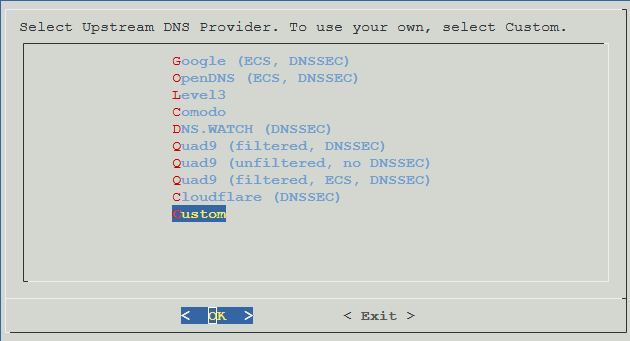 Select Upstream DNS Provider. To use your own, select Custom.
Google (ECS, DNSSEC)
OpenDNS (ECS, DNSSEC)
Level3
Comodo
DNS.WATCH (DNSSEC)
Quad9 (filtered, DNSSEC)
Quad9 (unfiltered, no DNSSEC)
Quad9 (filtered, ECS, DNSSEC)
Cloudflare (DNSSEC)
Custom
< OK > < Exit >